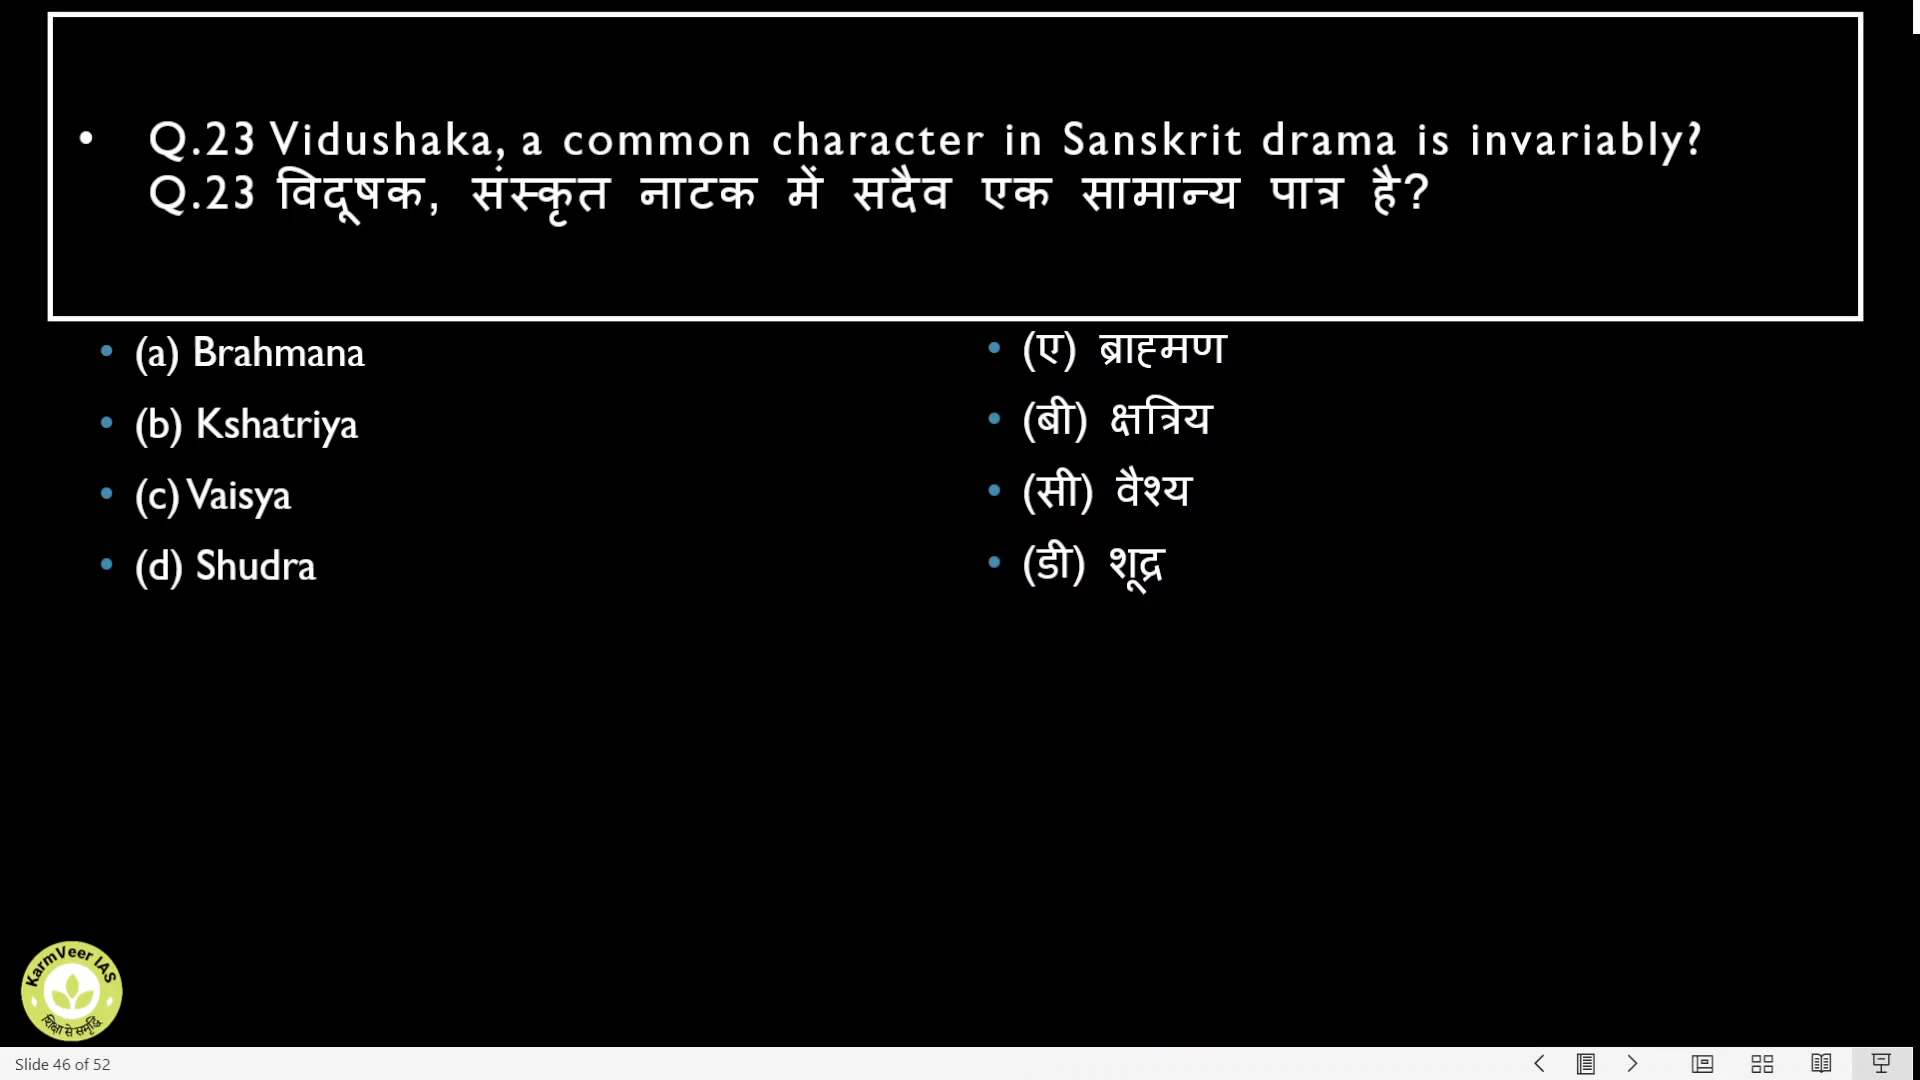 • Q.23 Vidushaka, a common character in Sanskrit drama is invariably?
Q.23 विदूषक, संस्कृत नाटक में सदैव एक सामान्य पात्र है?
• (a) Brahmana
• (b) Kshatriya
• (c) Vaisya
• (d) Shudra
• (ए) ब्राह्मण
• (बी) क्षत्रिय
• (सी) वैश्य
• (डी) शूद्र
KarmVeer IAS
शिक्षा से समृद्धि
Slide 46 of 52